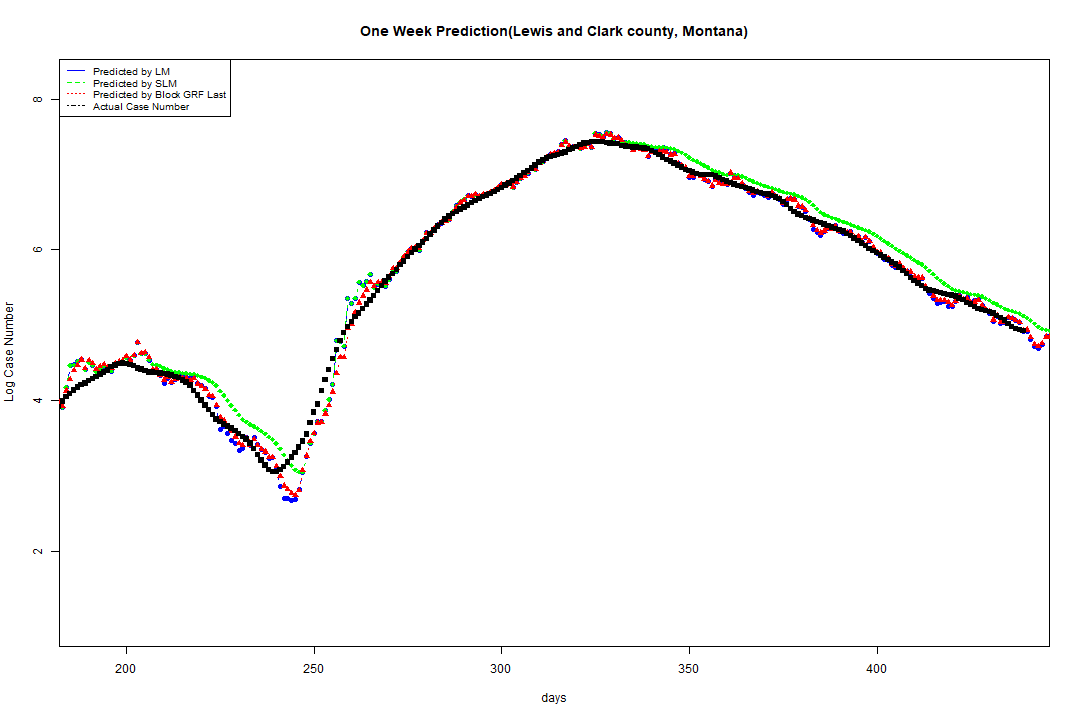 One Week Prediction(Lewis and Clark county, Montana)
Predicted by LM
Predicted by SLM
Predicted by Block GRF Last
Actual Case Number
Log Case Number
8
6
4
2
200 250 300 350 400
days